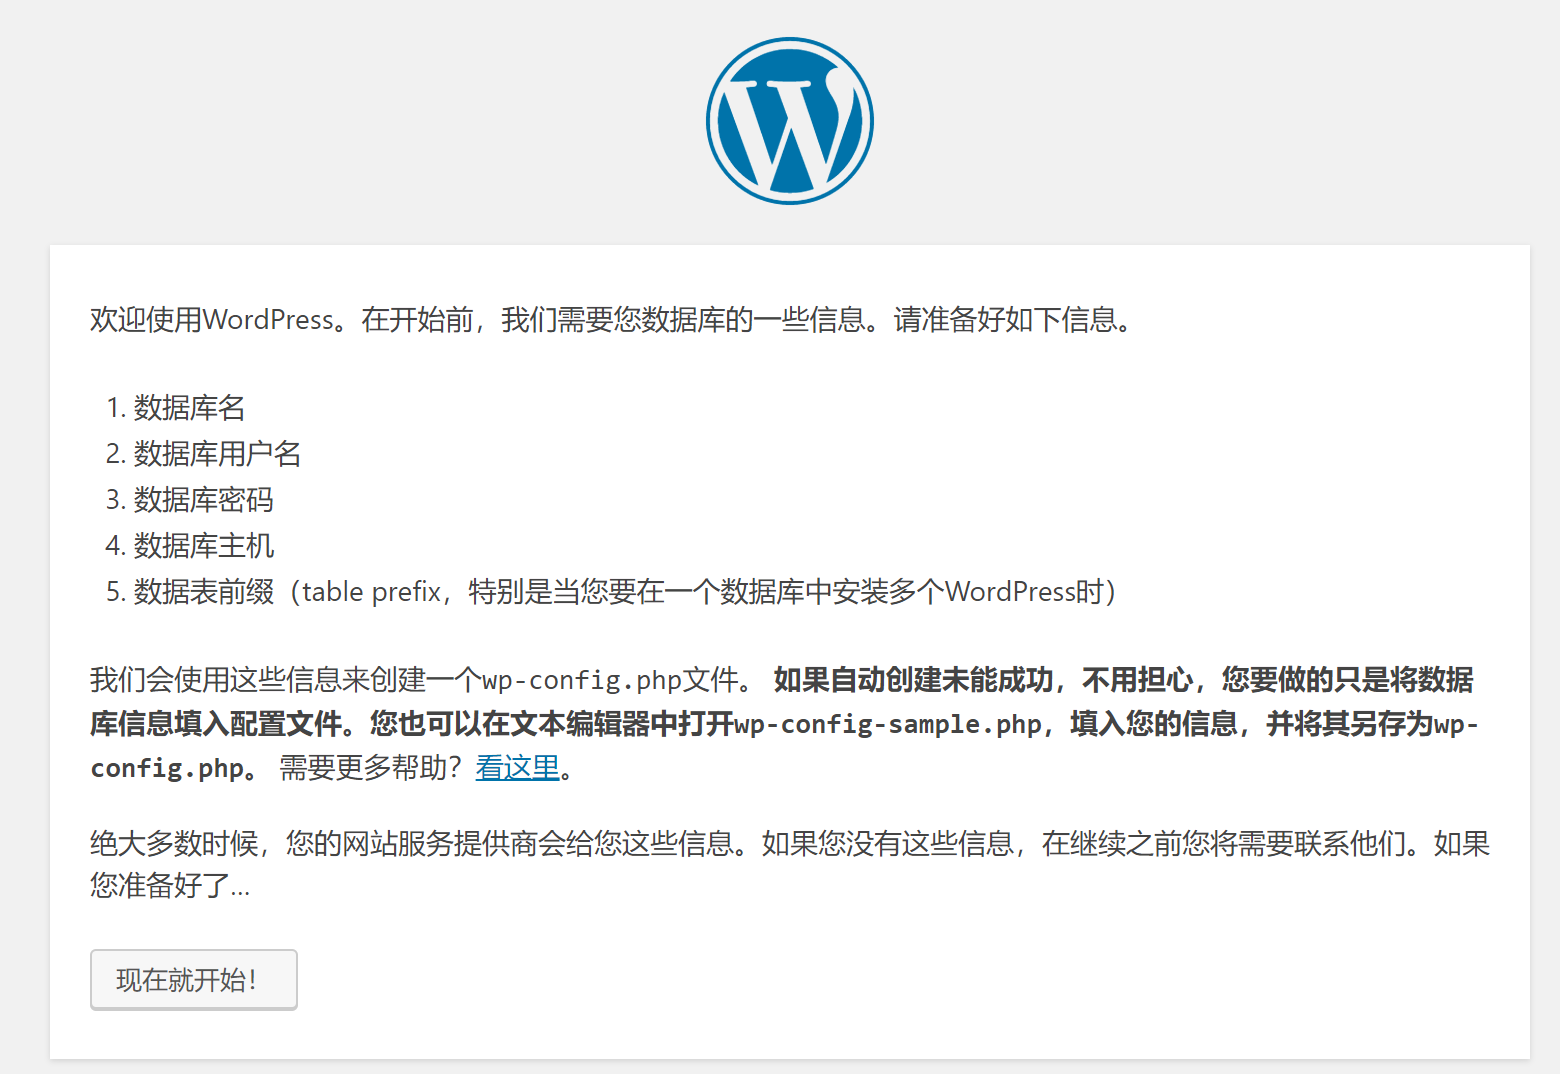 欢迎使用WordPress。在开始前，我们需要您数据库的一些信息。请准备好如下信息。
1. 数据库名
2. 数据库用户名
3. 数据库密码
4. 数据库主机
5. 数据表前缀（table prefix，特别是当您要在一个数据库中安装多个WordPress时）
我们会使用这些信息来创建一个wp-config.php文件。 如果自动创建未能成功，不用担心，您要做的只是将数据
库信息填入配置文件。您也可以在文本编辑器中打开wp-config-sample.php，填入您的信息，并将其另存为wp-
config.php。 需要更多帮助？看这里。
绝大多数时候，您的网站服务提供商会给您这些信息。如果您没有这些信息，在继续之前您将需要联系他们。如果
您准备好了...
现在就开始！